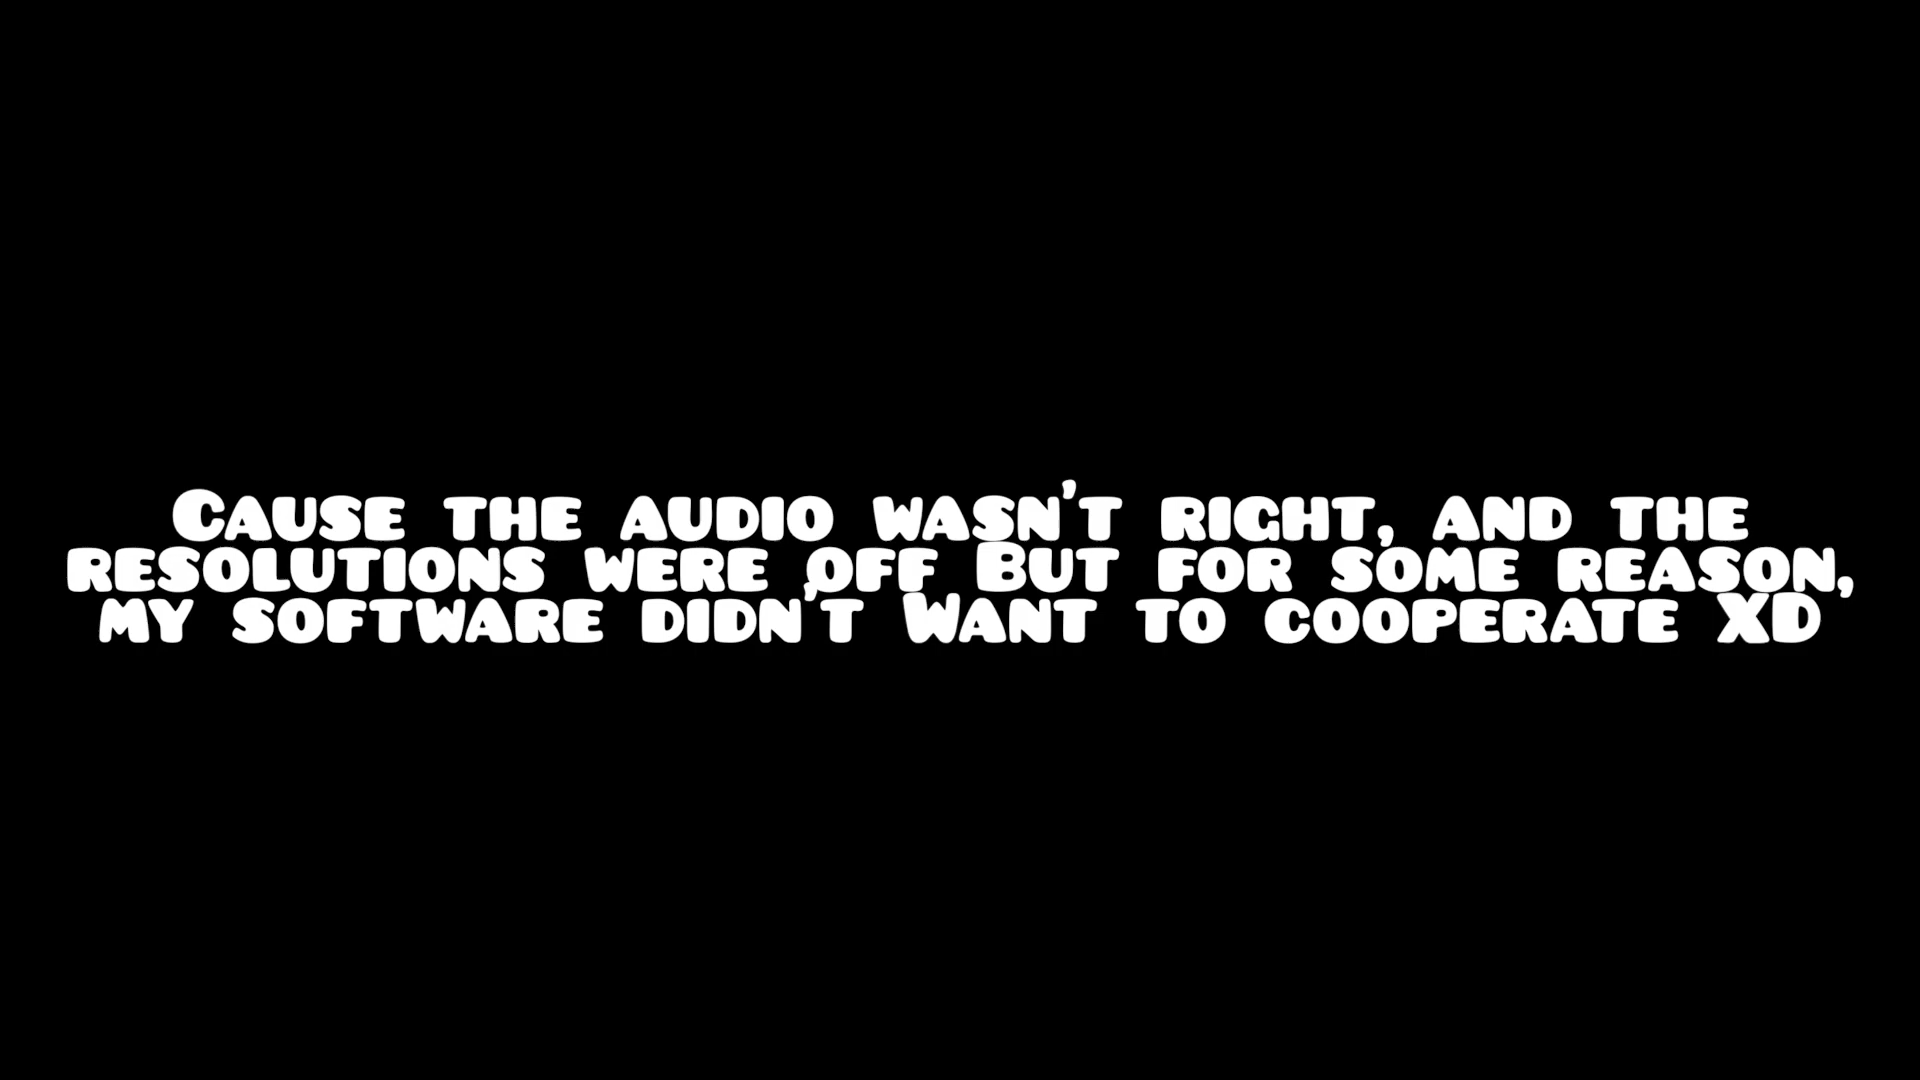 Cause the audio wasn't right, and the
resolutions were off But for some reason,
my software didn't Want to cooperate XD